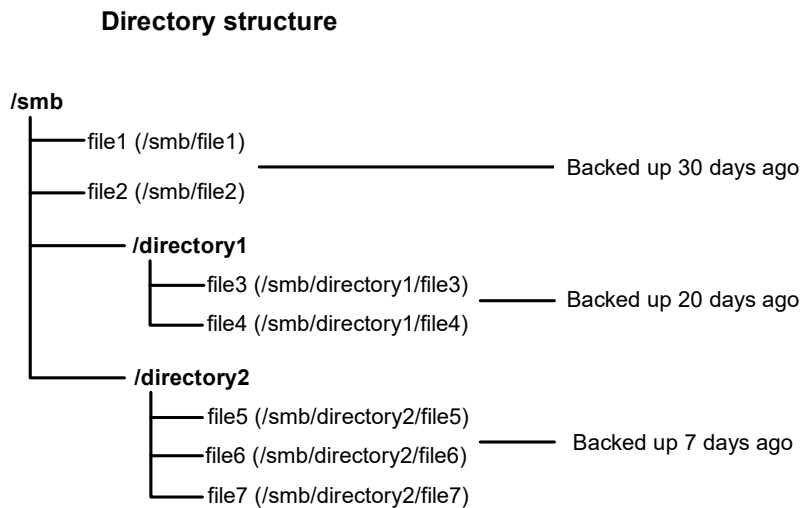 Directory structure
/smb
file1 (/smb/file1)
Backed up 30 days ago
file2 (/smb/file2)
/directory1
file3 (/smb/directory1/file3)
Backed up 20 days ago
file4 (/smb/directory1/file4)
/directory2
file5 (/smb/directory2/file5)
Backed up 7 days ago
file6 (/smb/directory2/file6)
file7 (/smb/directory2/file7)